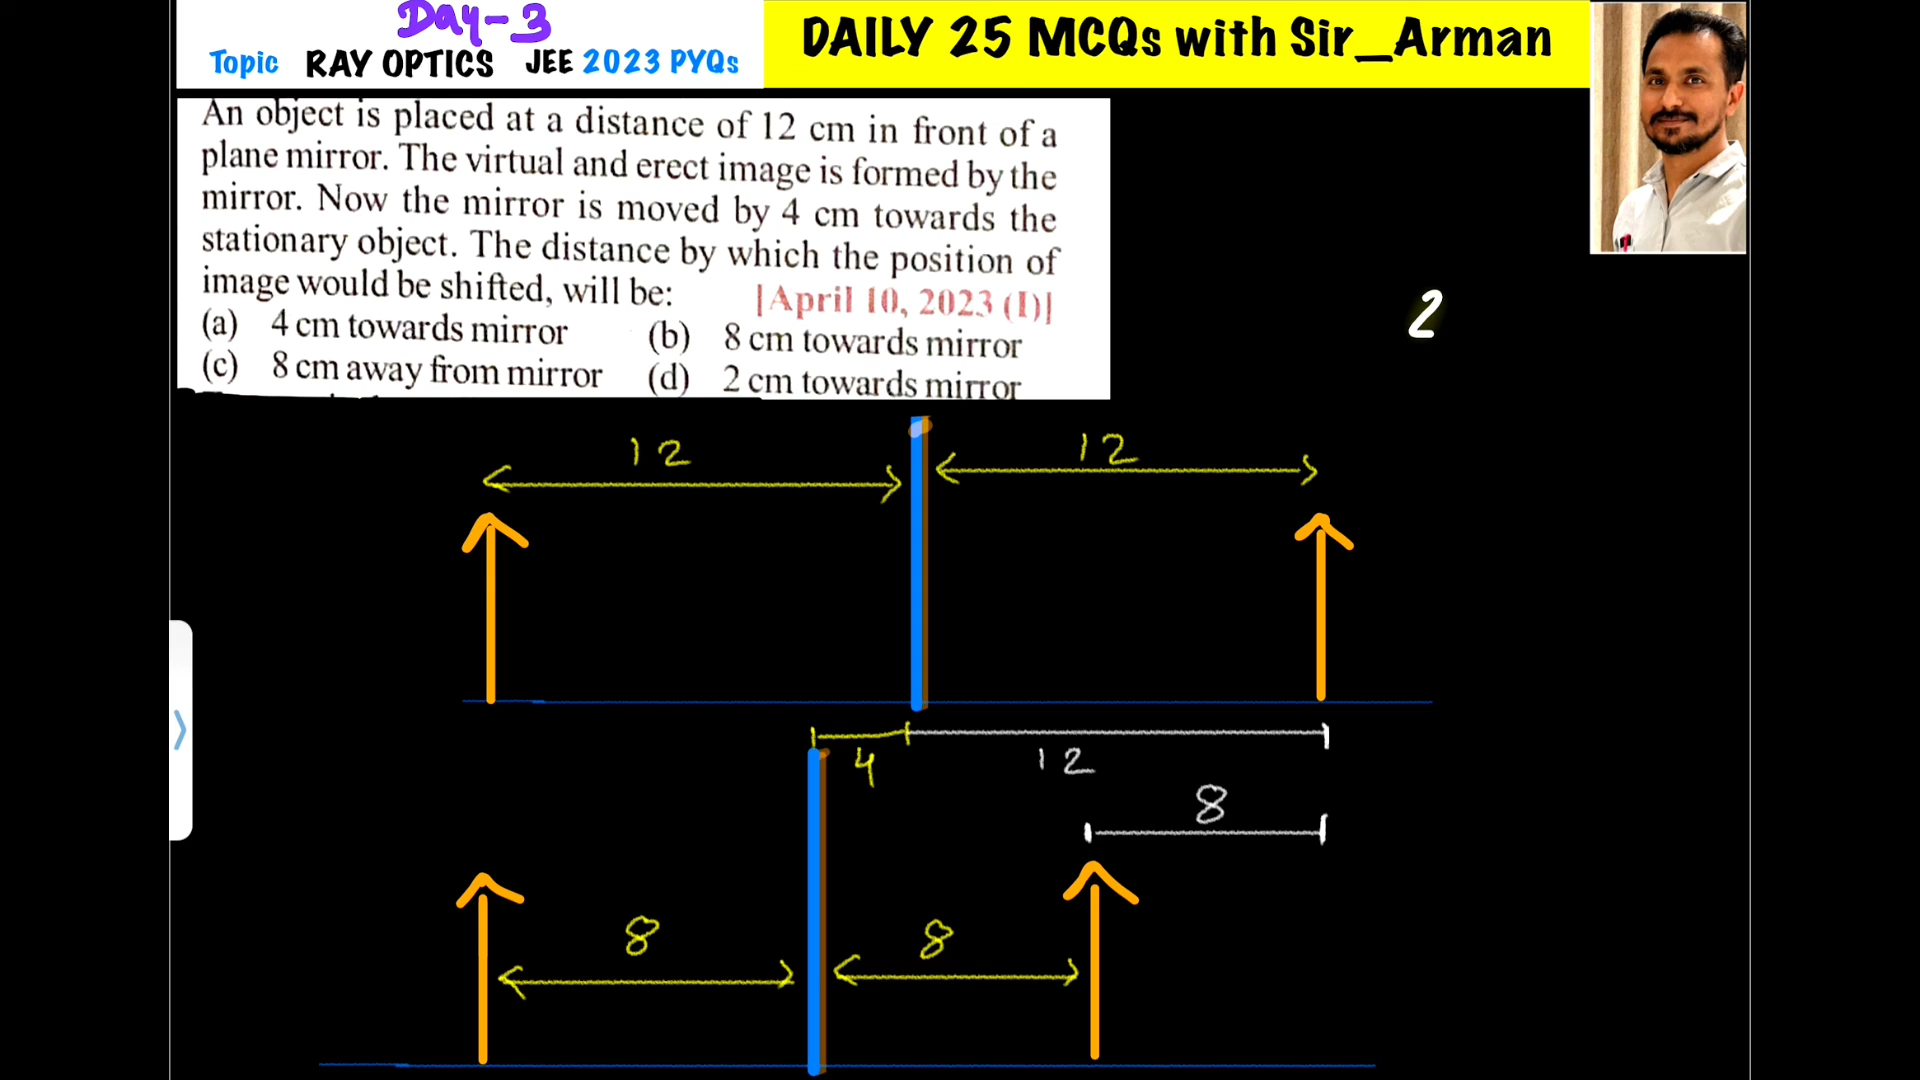 Day-3
Topic RAY OPTICS JEE 2023 PYQs
DAILY 25 MCQs with Sir_Arman
An object is placed at a distance of 12 cm in front of a
plane mirror. The virtual and erect image is formed by the
mirror. Now the mirror is moved by 4 cm towards the
stationary object. The distance by which the position of
image would be shifted, will be: [April 10, 2023 (I)]
(a) 4 cm towards mirror (b) 8 cm towards mirror
(c) 8 cm away from mirror (d) 2 cm towards mirror
2
12 12
4 12
8
8 8